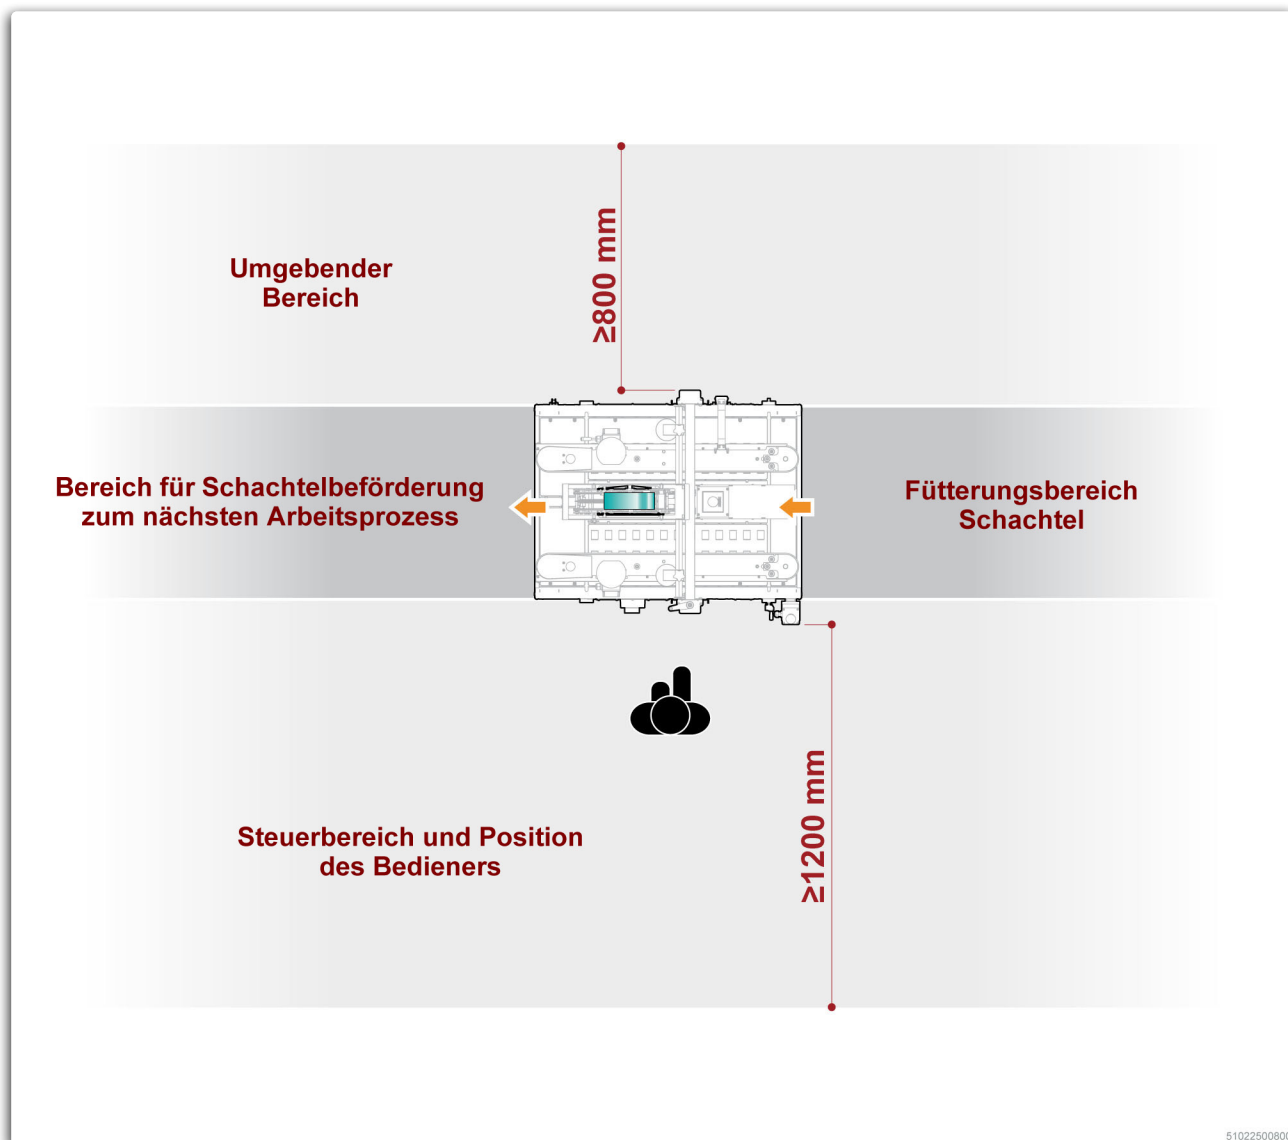 ≥800 mm
Umgebender
Bereich
Bereich für Schachtelbeförderung
zum nächsten Arbeitsprozess
Fütterungsbereich
Schachtel
≥1200 mm
Steuerbereich und Position
des Bedieners